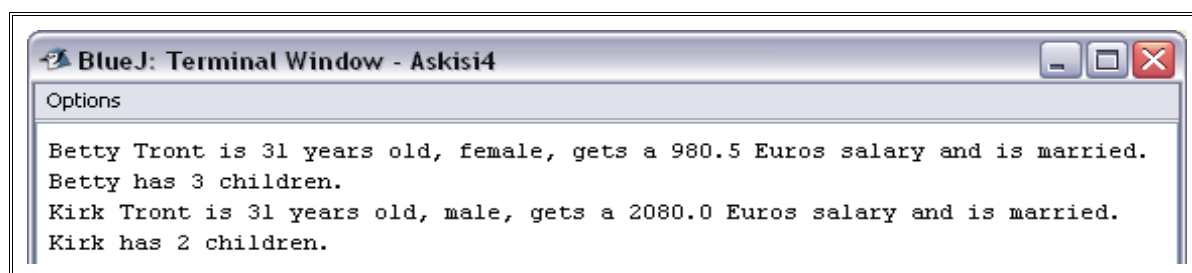 BlueJ: Terminal Window - Askisi4
Options
Betty Tront is 31 years old, female, gets a 980.5 Euros salary and is married.
Betty has 3 children.
Kirk Tront is 31 years old, male, gets a 2080.0 Euros salary and is married.
Kirk has 2 children.